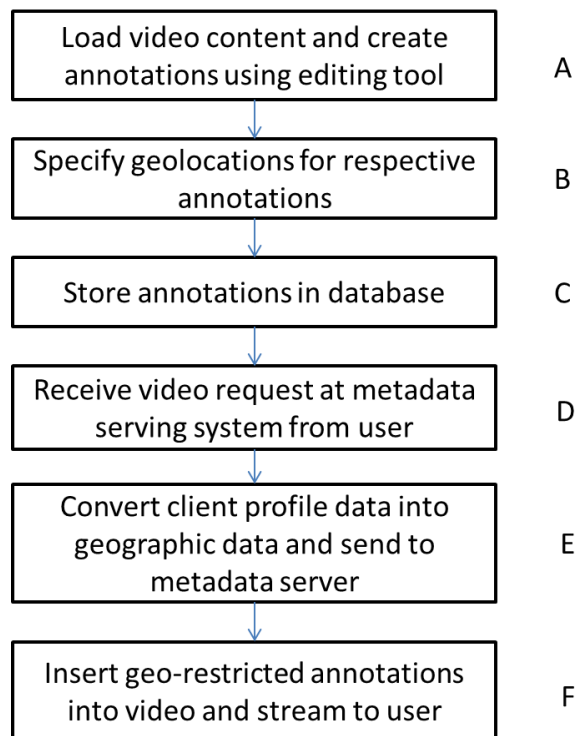 Load video content and create
annotations using editing tool
A
Specify geolocations for respective
annotations
B
Store annotations in database
C
Receive video request at metadata
serving system from user
D
Convert client profile data into
geographic data and send to
metadata server
E
Insert geo-restricted annotations
into video and stream to user
F